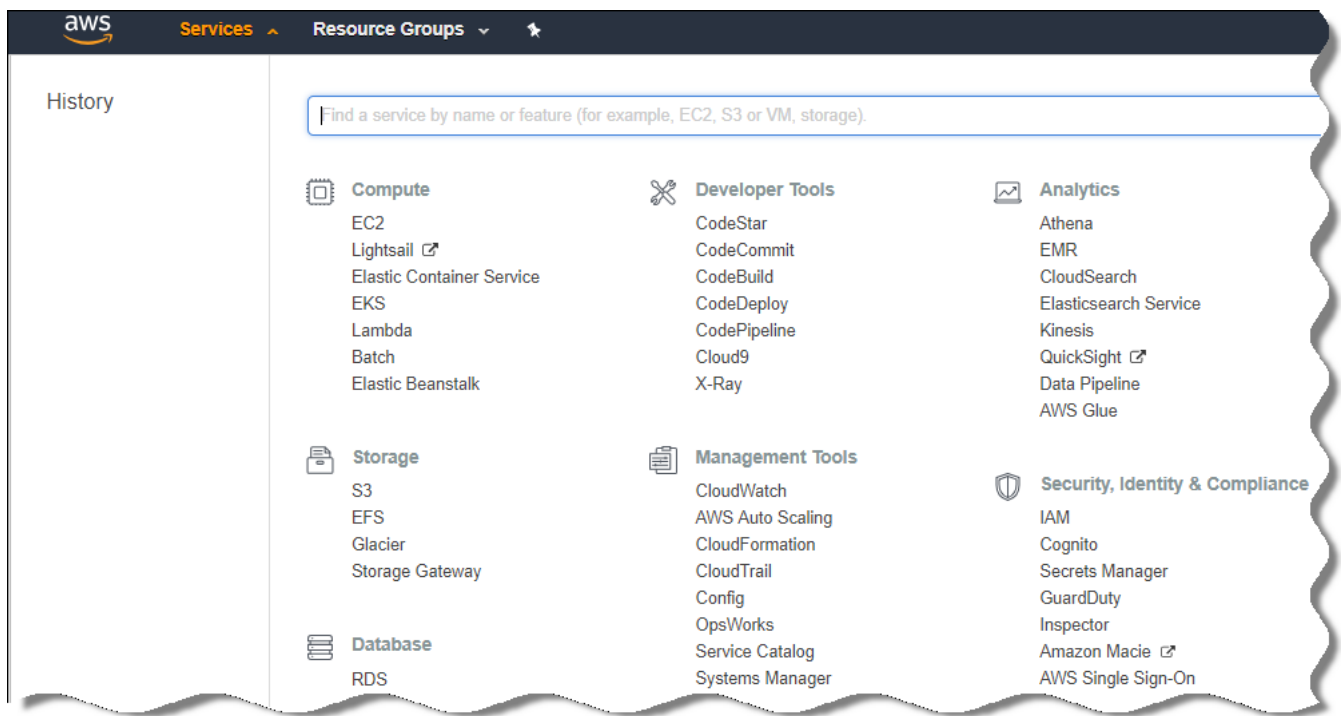 aws Services Resource Groups
History
Find a service by name or feature (for example, EC2, S3 or VM, storage).
Compute
EC2
Lightsail
Elastic Container Service
EKS
Lambda
Batch
Elastic Beanstalk
Storage
S3
EFS
Glacier
Storage Gateway
Database
RDS
Developer Tools
CodeStar
CodeCommit
CodeBuild
CodeDeploy
CodePipeline
Cloud9
X-Ray
Management Tools
CloudWatch
AWS Auto Scaling
CloudFormation
CloudTrail
Config
OpsWorks
Service Catalog
Systems Manager
Analytics
Athena
EMR
CloudSearch
Elasticsearch Service
Kinesis
QuickSight
Data Pipeline
AWS Glue
Security, Identity & Compliance
IAM
Cognito
Secrets Manager
GuardDuty
Inspector
Amazon Macie
AWS Single Sign-On